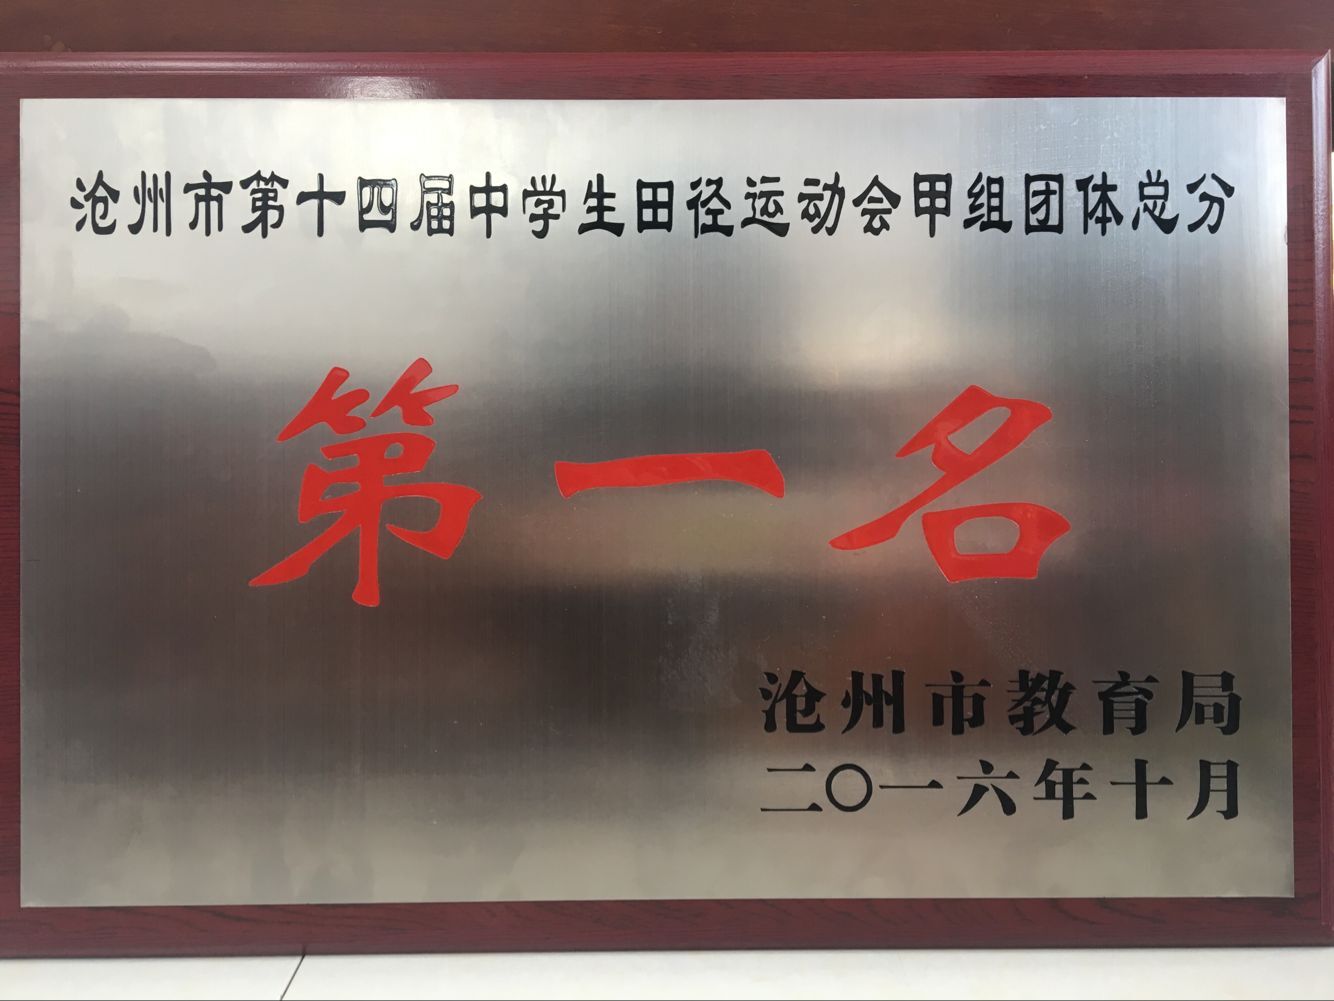 沧州市第十四届中学生田径运动会甲组团体总分
第一名
沧州市教育局
二〇一六年十月